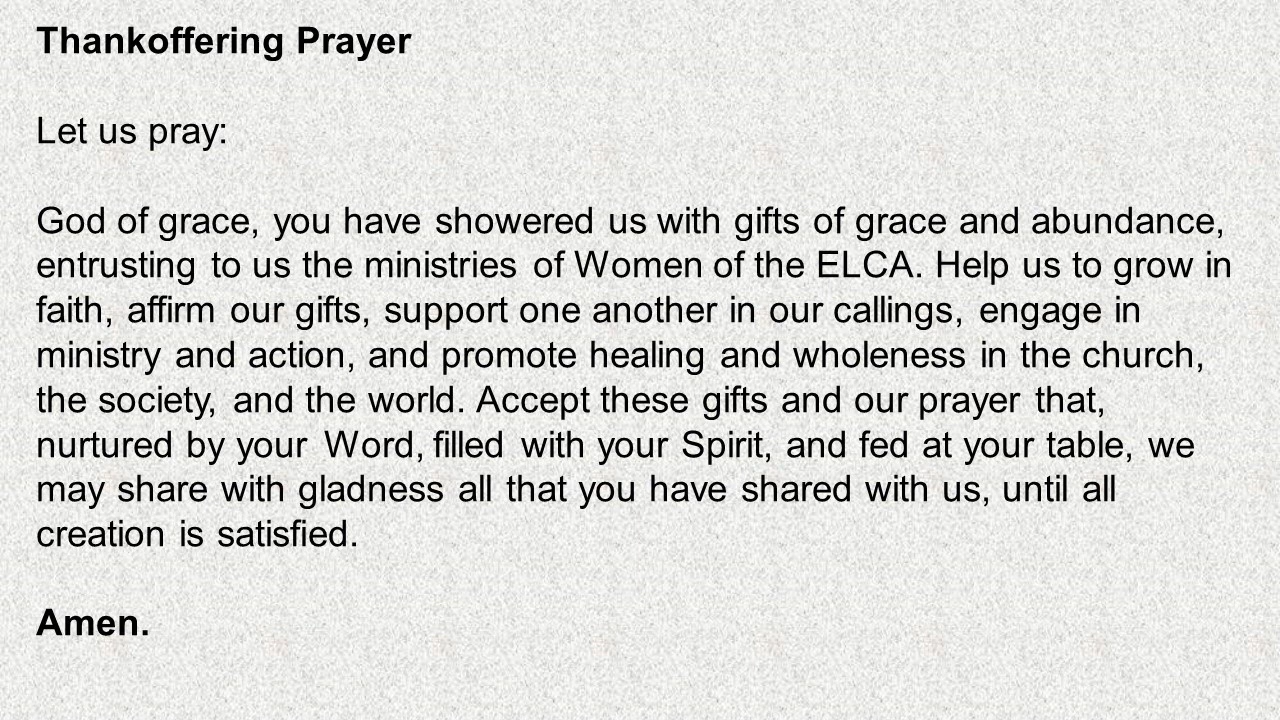 Thankoffering Prayer
Let us pray:
God of grace, you have showered us with gifts of grace and abundance,
entrusting to us the ministries of Women of the ELCA. Help us to grow in
faith, affirm our gifts, support one another in our callings, engage in
ministry and action, and promote healing and wholeness in the church,
the society, and the world. Accept these gifts and our prayer that,
nurtured by your Word, filled with your Spirit, and fed at your table, we
may share with gladness all that you have shared with us, until all
creation is satisfied.
Amen.